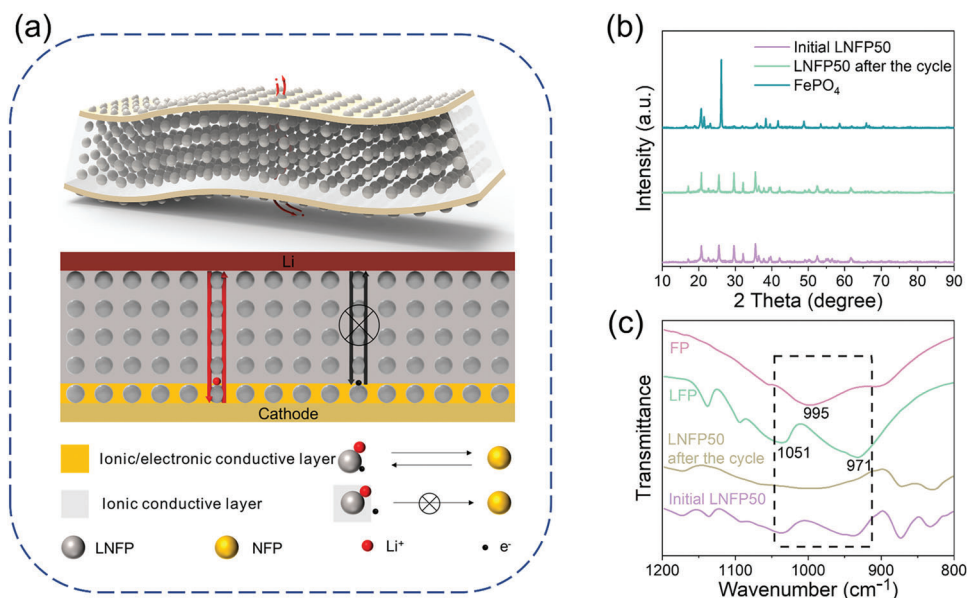 (a)
Li
Cathode
Ionic/electronic conductive layer
Ionic conductive layer
LNFP
NFP
Li⁺
e⁻
(b)
Initial LNFP50
LNFP50 after the cycle
FePO₄
Intensity (a.u.)
10 20 30 40 50 60 70 80 90
2 Theta (degree)
(c)
FP
995
LFP
1051
971
LNFP50
after the cycle
Initial LNFP50
Transmittance
1200 1100 1000 900 800
Wavenumber (cm⁻¹)